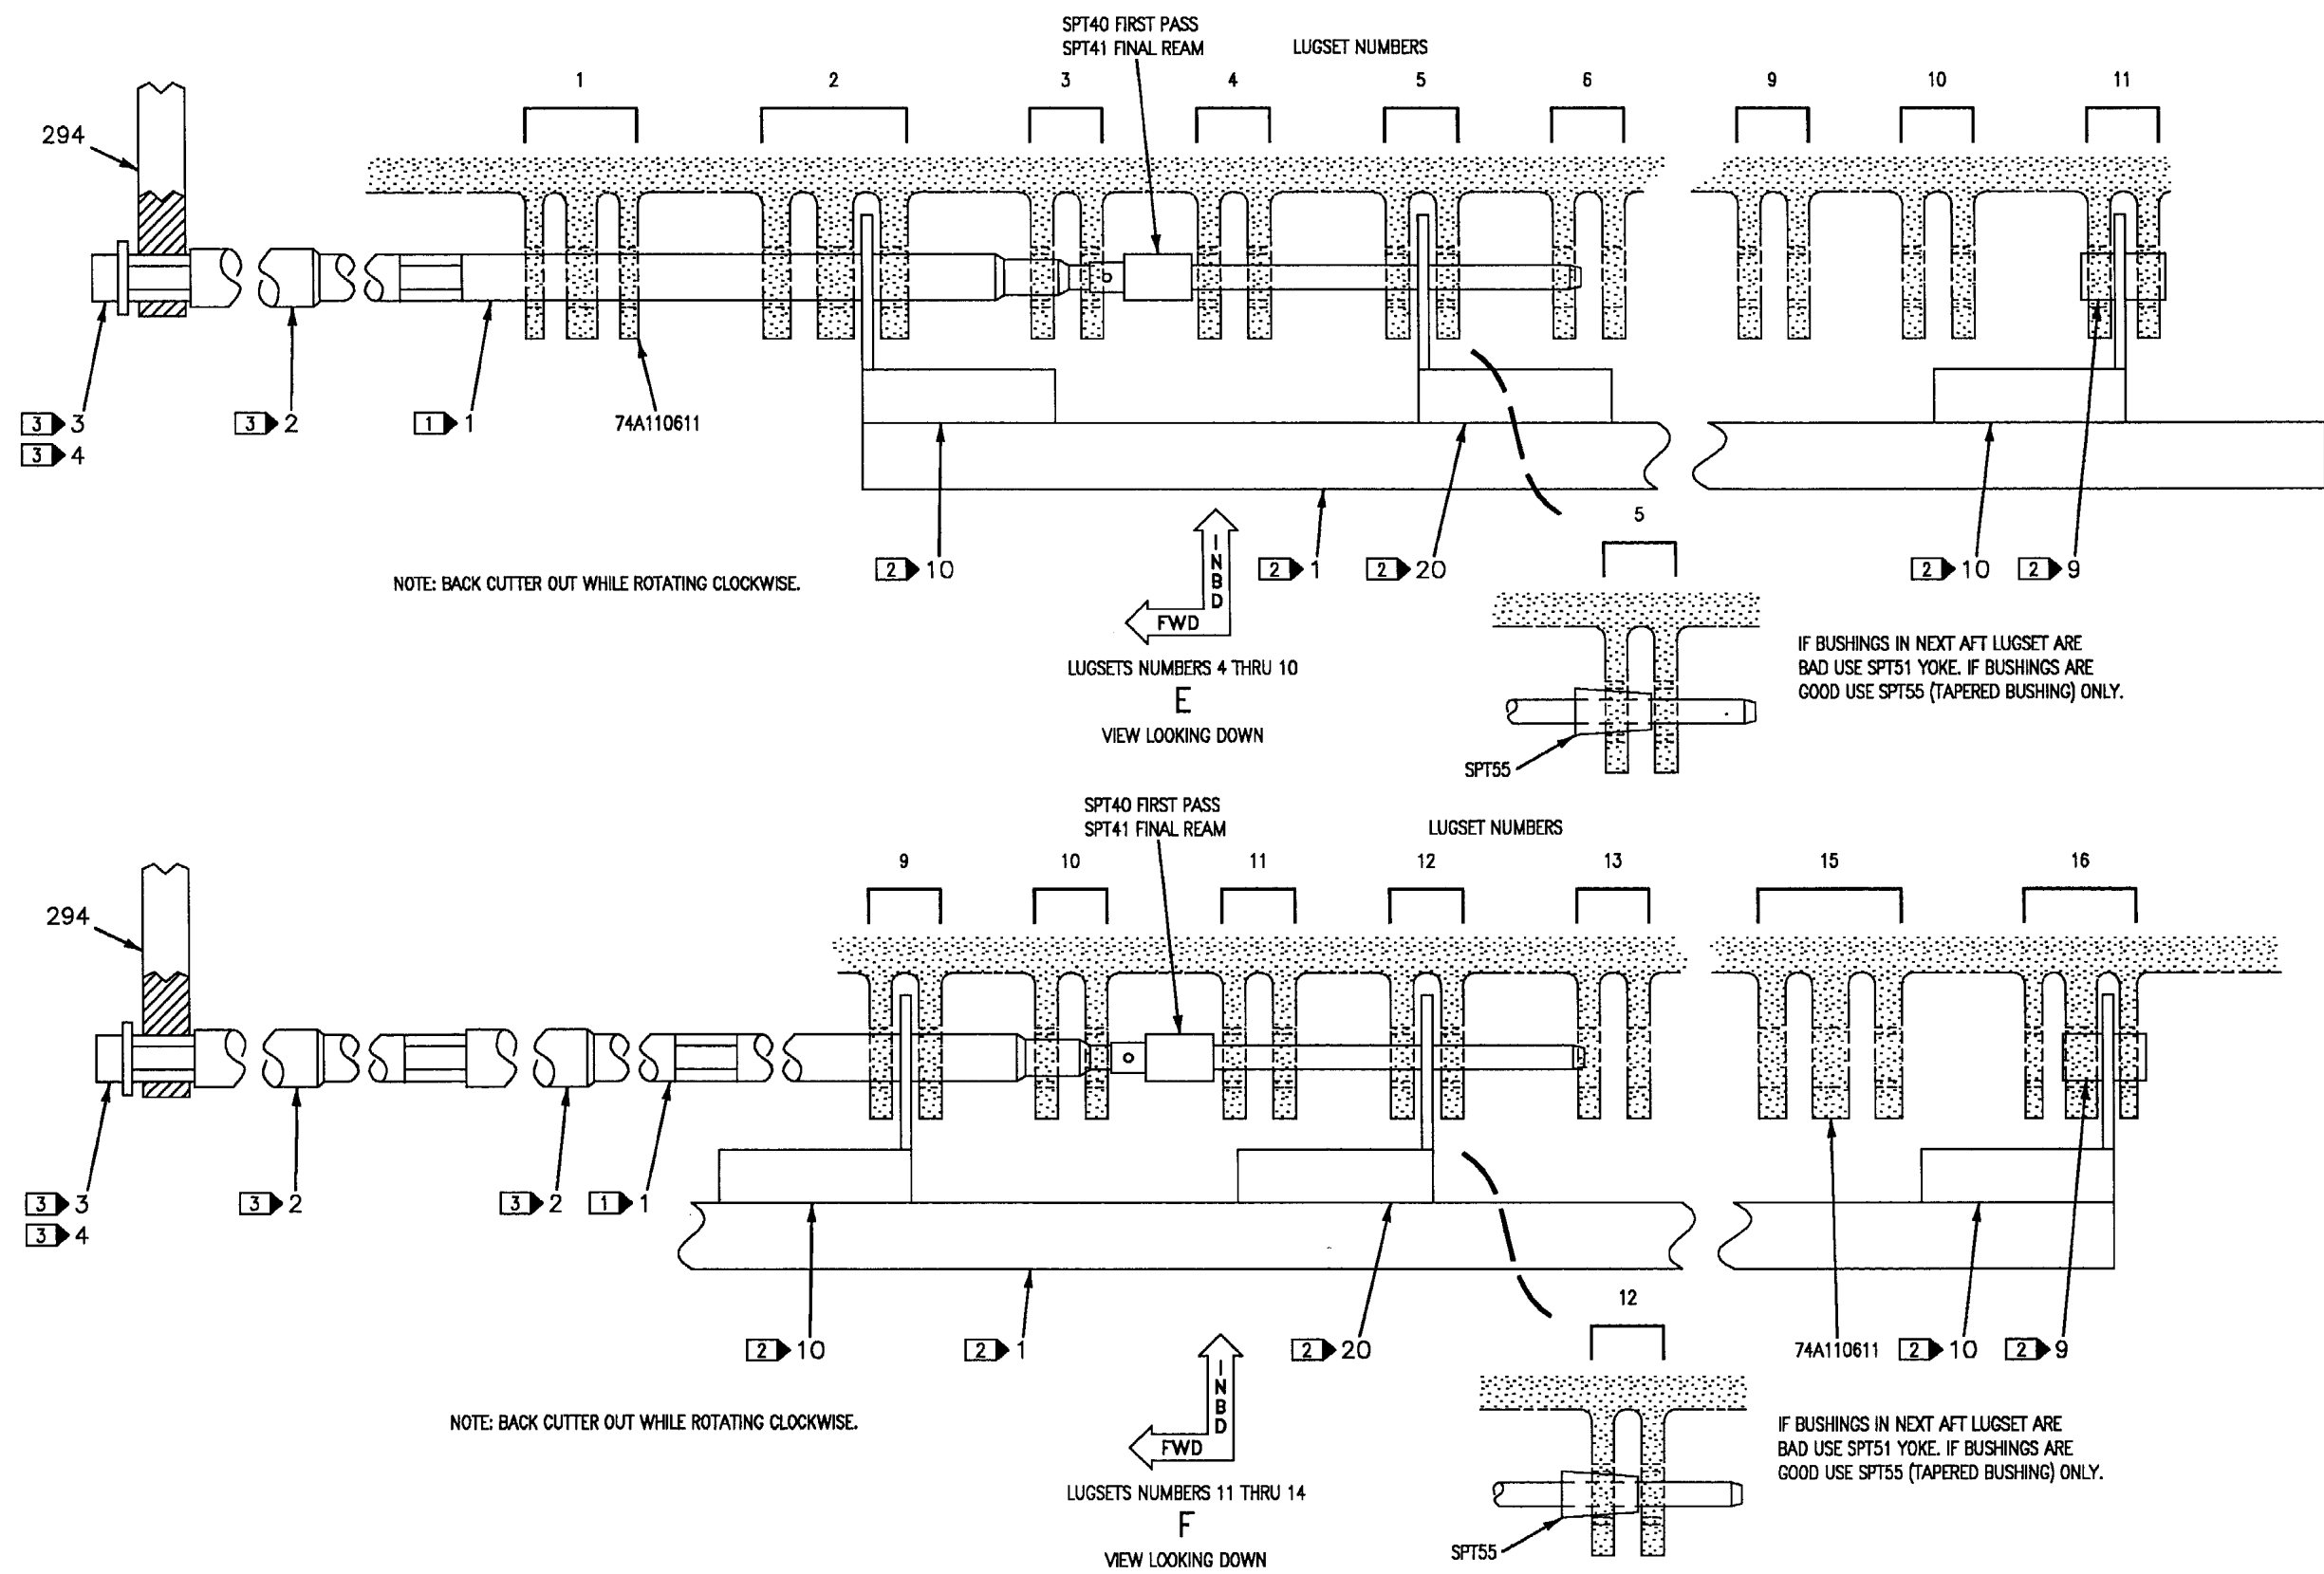 SPT40 FIRST PASS
SPT41 FINAL REAM
LUGSET NUMBERS
1 2 3 4 5 6 9 10 11
294
3 3
3 4
3 2
1 1
74A110611
2 10
2 1
2 20
2 10
2 9
NOTE: BACK CUTTER OUT WHILE ROTATING CLOCKWISE.
INBD
FWD
LUGSETS NUMBERS 4 THRU 10
E
VIEW LOOKING DOWN
5
SPT55
IF BUSHINGS IN NEXT AFT LUGSET ARE
BAD USE SPT51 YOKE. IF BUSHINGS ARE
GOOD USE SPT55 (TAPERED BUSHING) ONLY.
SPT40 FIRST PASS
SPT41 FINAL REAM
LUGSET NUMBERS
9 10 11 12 13 15 16
294
3 3
3 4
3 2
3 2
1 1
2 10
2 1
2 20
74A110611
2 10
2 9
NOTE: BACK CUTTER OUT WHILE ROTATING CLOCKWISE.
INBD
FWD
LUGSETS NUMBERS 11 THRU 14
F
VIEW LOOKING DOWN
12
SPT55
IF BUSHINGS IN NEXT AFT LUGSET ARE
BAD USE SPT51 YOKE. IF BUSHINGS ARE
GOOD USE SPT55 (TAPERED BUSHING) ONLY.